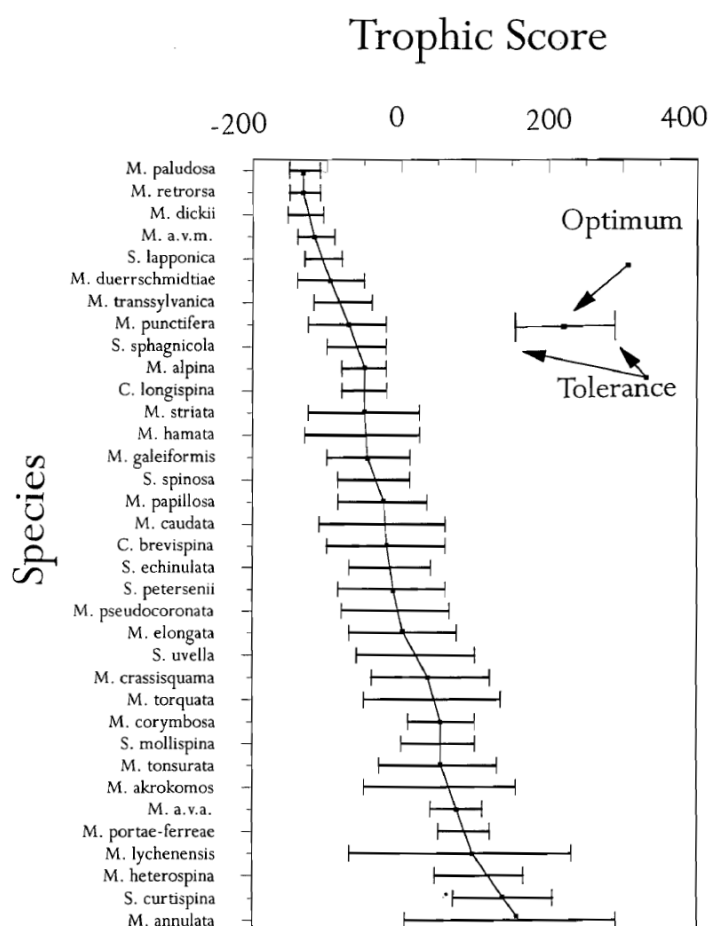 Trophic Score
-200 0 200 400
M. paludosa
M. retrorsa
M. dickii
Optimum
M. a.v.m.
S. lapponica
M. duerrschmidtiae
M. transsylvanica
M. punctifera
S. sphagnicola
M. alpina
Tolerance
C. longispina
M. striata
M. hamata
M. galeiformis
S. spinosa
M. papillosa
Species
M. caudata
C. brevispina
S. echinulata
S. petersenii
M. pseudocoronata
M. elongata
S. uvella
M. crassisquama
M. torquata
M. corymbosa
S. mollispina
M. tonsurata
M. akrokomos
M. a.v.a.
M. portae-ferreae
M. lychenensis
M. heterospina
S. curtispina
M. annulata